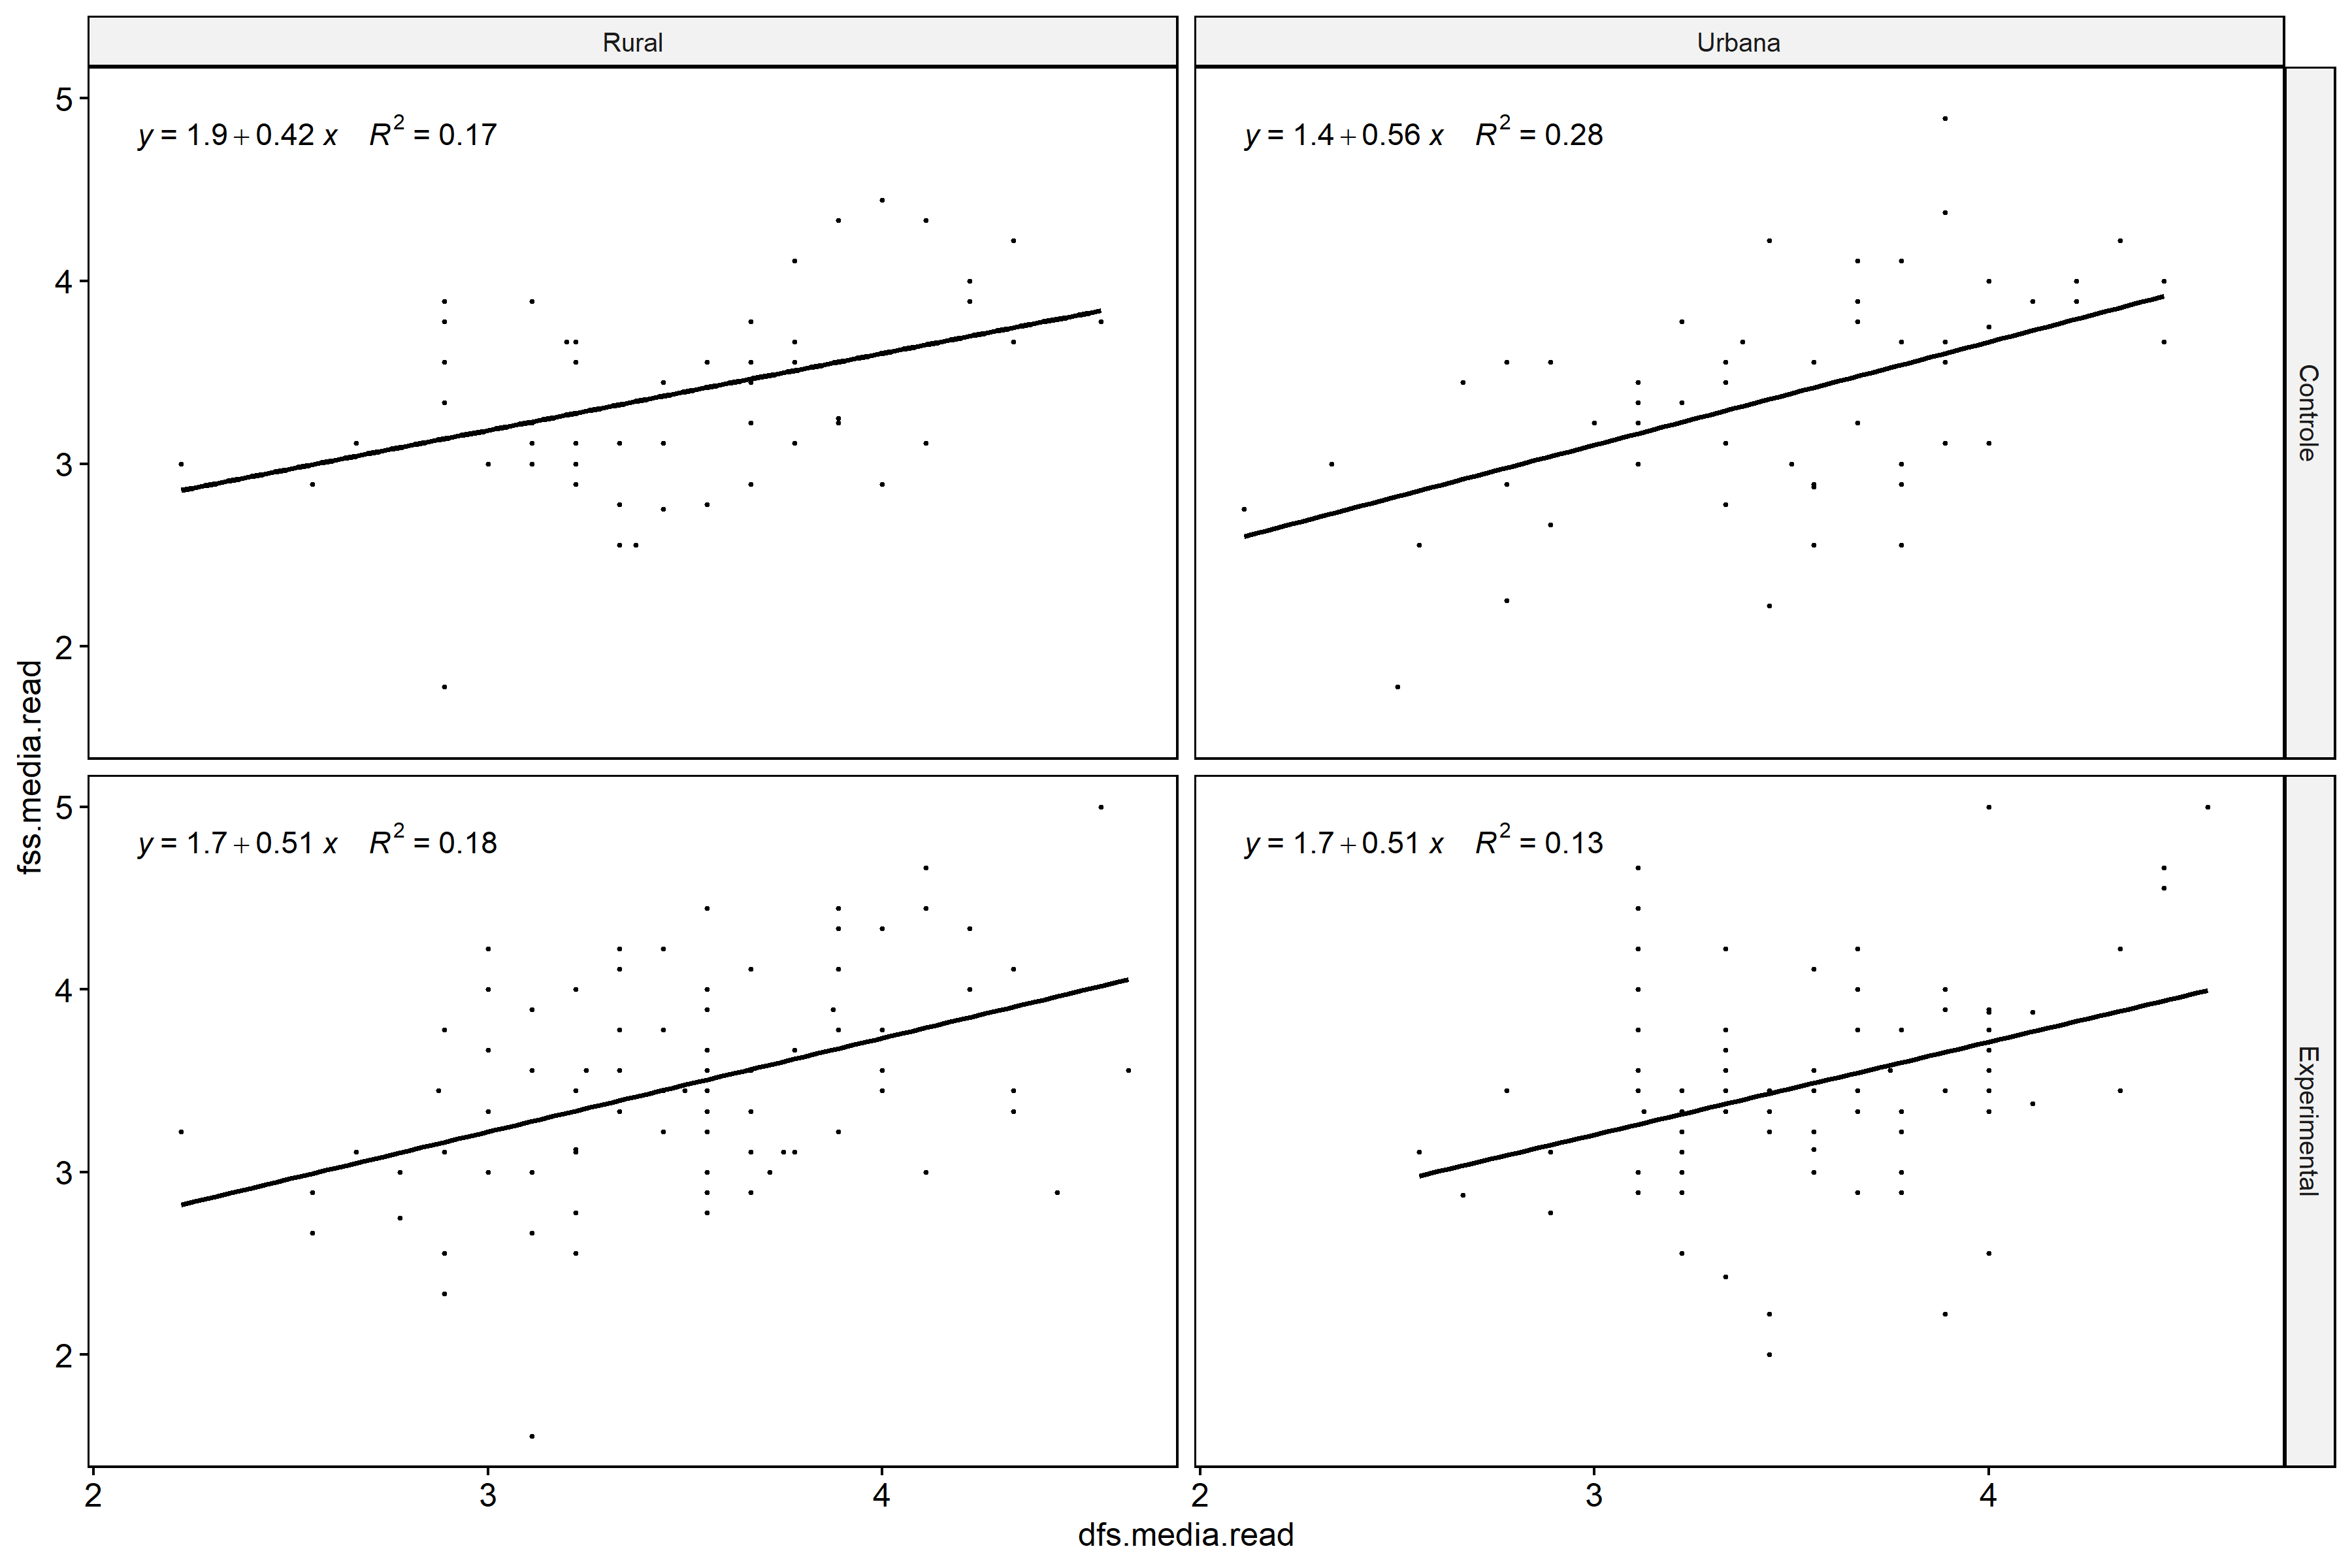 Rural
Urbana
5
4
3
2
y = 1.9 + 0.42 x R² = 0.17
y = 1.4 + 0.56 x R² = 0.28
Controle
fss.media.read
5
4
3
2
y = 1.7 + 0.51 x R² = 0.18
y = 1.7 + 0.51 x R² = 0.13
Experimental
2 3 4
2 3 4
dfs.media.read